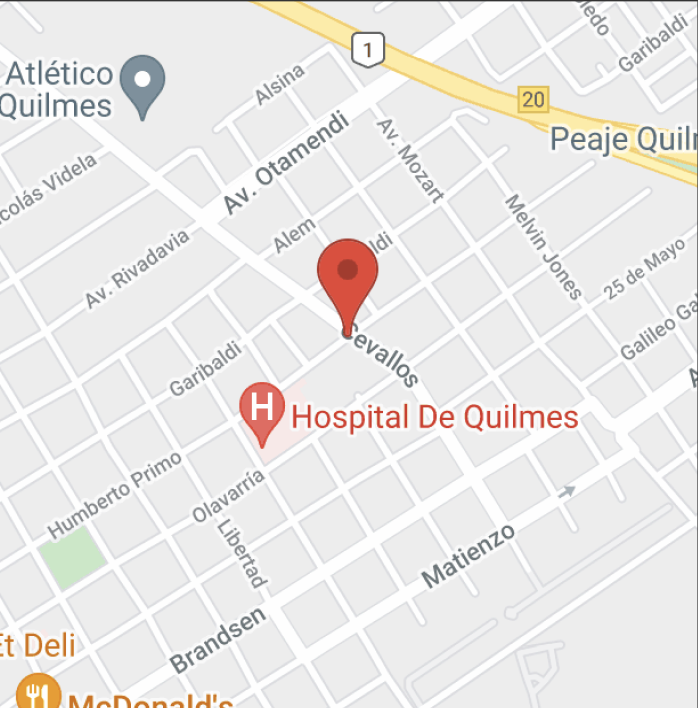 1
Garibaldi
Atlético
Quilmes
Alsina
20
Av. Otamendi
Av. Mozart
Peaje Quilm
colás Videla
Melvin Jones
Alem
ldi
Av. Rivadavia
25 de Mayo
Cevallos
Galileo Ga
Garibaldi
H
Hospital De Quilmes
Humberto Primo
Olavarría
Libertad
Matienzo
Brandsen
Et Deli
McDonald's